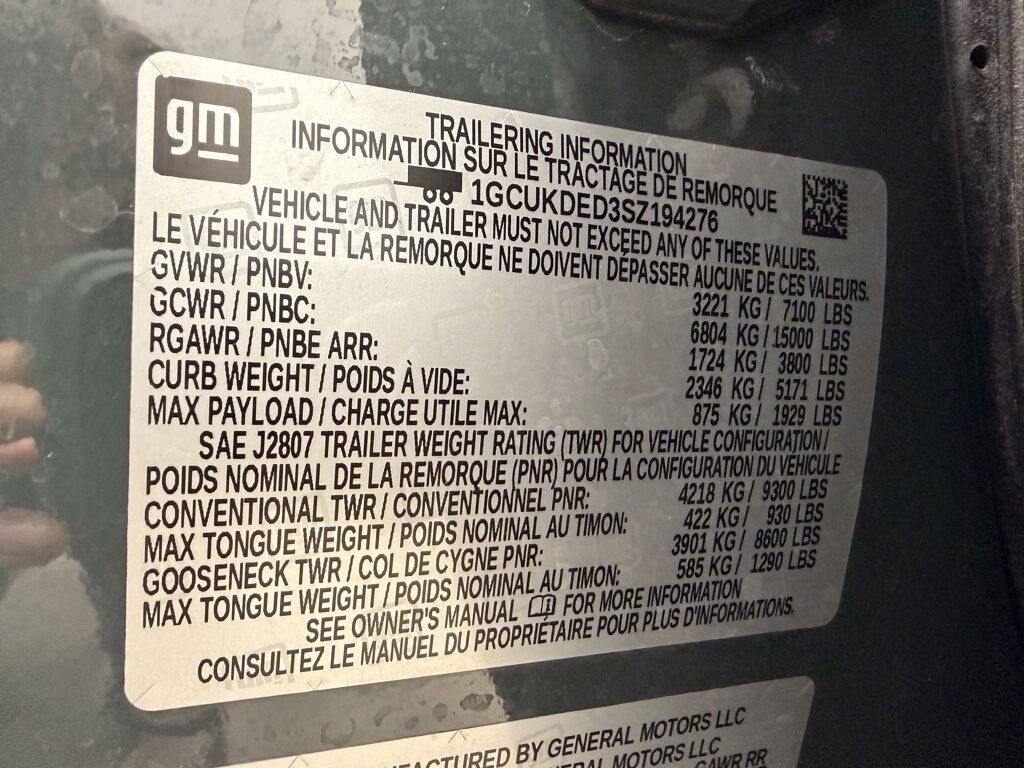 gm
TRAILERING INFORMATION
INFORMATION SUR LE TRACTAGE DE REMORQUE
1GCUKDED3SZ194276
VEHICLE AND TRAILER MUST NOT EXCEED ANY OF THESE VALUES.
LE VÉHICULE ET LA REMORQUE NE DOIVENT DÉPASSER AUCUNE DE CES VALEURS.
GVWR / PNBV: 3221 KG / 7100 LBS
GCWR / PNBC: 6804 KG / 15000 LBS
RGAWR / PNBE ARR: 1724 KG / 3800 LBS
CURB WEIGHT / POIDS À VIDE: 2346 KG / 5171 LBS
MAX PAYLOAD / CHARGE UTILE MAX: 875 KG / 1929 LBS
SAE J2807 TRAILER WEIGHT RATING (TWR) FOR VEHICLE CONFIGURATION /
POIDS NOMINAL DE LA REMORQUE (PNR) POUR LA CONFIGURATION DU VÉHICULE
CONVENTIONAL TWR / CONVENTIONNEL PNR: 4218 KG / 9300 LBS
MAX TONGUE WEIGHT / POIDS NOMINAL AU TIMON: 422 KG / 930 LBS
GOOSENECK TWR / COL DE CYGNE PNR: 3901 KG / 8600 LBS
MAX TONGUE WEIGHT / POIDS NOMINAL AU TIMON: 585 KG / 1290 LBS
SEE OWNER'S MANUAL FOR MORE INFORMATION
CONSULTEZ LE MANUEL DU PROPRIÉTAIRE POUR PLUS D'INFORMATIONS.
BY GENERAL MOTORS LLC
MOTORS LLC
GAWR RR